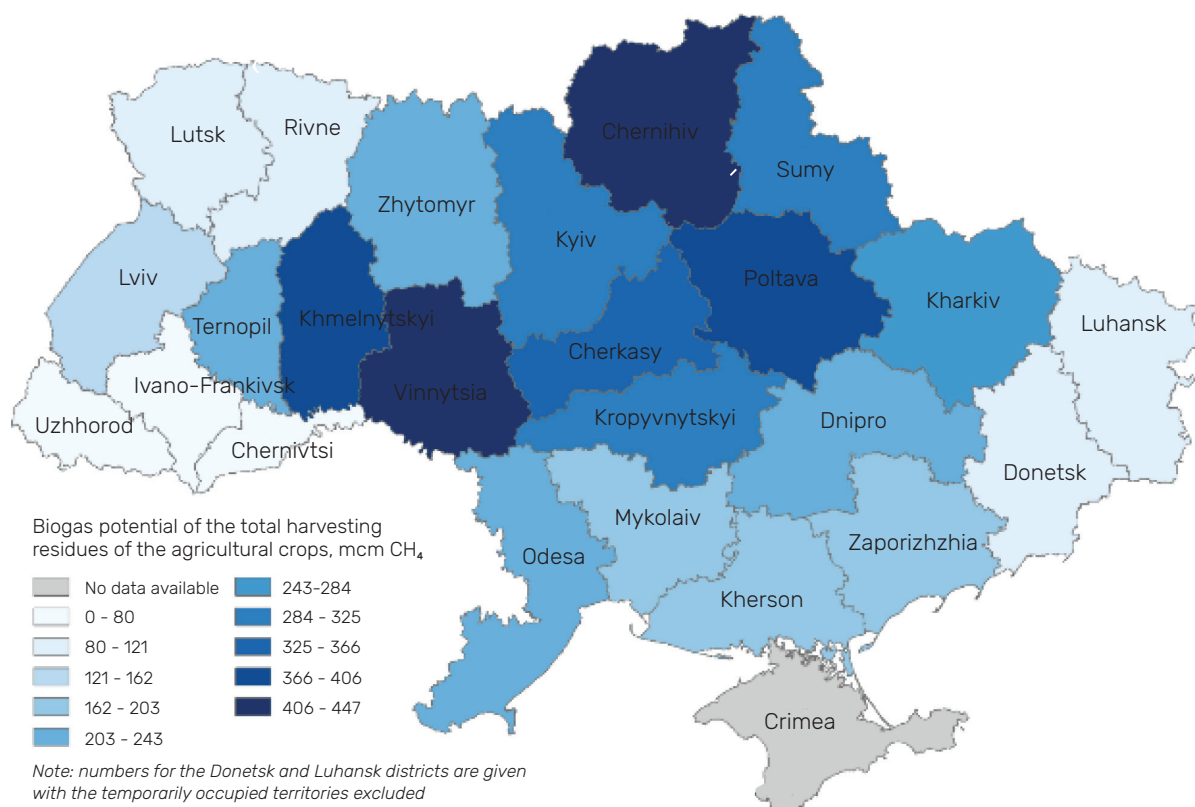 Chernihiv
Lutsk
Rivne
Sumy
Zhytomyr
Kyiv
Lviv
Poltava
Kharkiv
Ternopil
Khmelnytskyi
Luhansk
Cherkasy
Ivano-Frankivsk
Vinnytsia
Uzhhorod
Kropyvnytskyi
Dnipro
Chernivtsi
Donetsk
Mykolaiv
Odesa
Zaporizhzhia
Kherson
Crimea
Biogas potential of the total harvesting
residues of the agricultural crops, mcm CH₄
No data available
0 - 80
80 - 121
121 - 162
162 - 203
203 - 243
243-284
284 - 325
325 - 366
366 - 406
406 - 447
Note: numbers for the Donetsk and Luhansk districts are given
with the temporarily occupied territories excluded